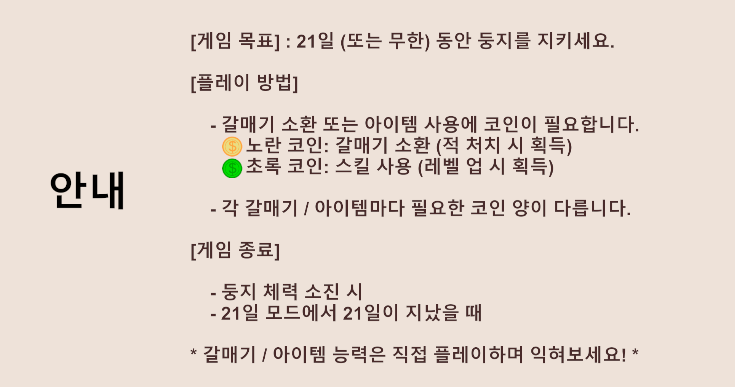 안내
[게임 목표] : 21일 (또는 무한) 동안 둥지를 지키세요.
[플레이 방법]
- 갈매기 소환 또는 아이템 사용에 코인이 필요합니다.
$ 노란 코인: 갈매기 소환 (적 처치 시 획득)
$ 초록 코인: 스킬 사용 (레벨 업 시 획득)
- 각 갈매기 / 아이템마다 필요한 코인 양이 다릅니다.
[게임 종료]
- 둥지 체력 소진 시
- 21일 모드에서 21일이 지났을 때
* 갈매기 / 아이템 능력은 직접 플레이하며 익혀보세요! *